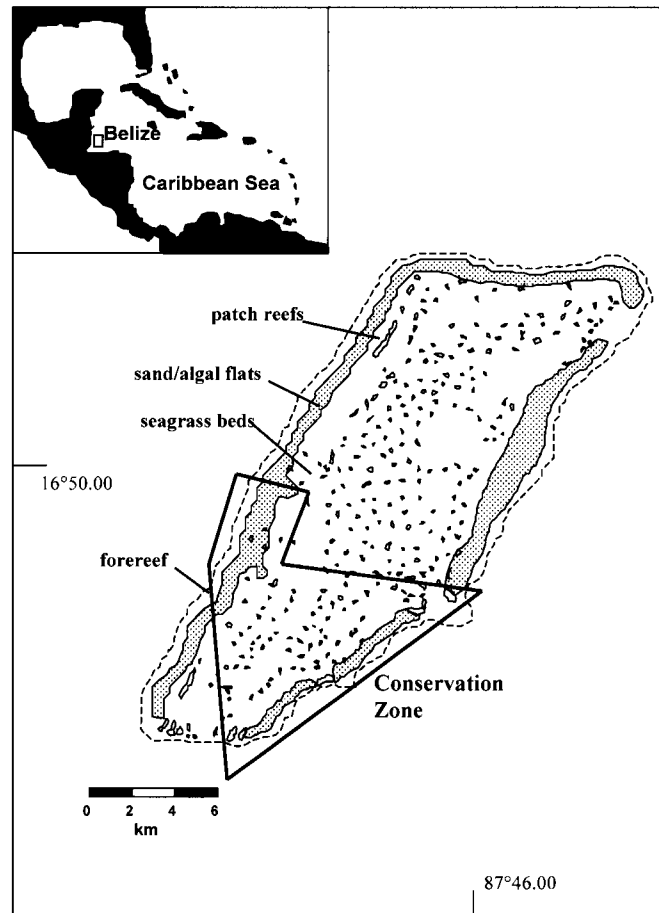 Belize
Caribbean Sea
patch reefs
sand/algal flats
seagrass beds
16°50.00
forereef
Conservation
Zone
0 2 4 6
km
87°46.00